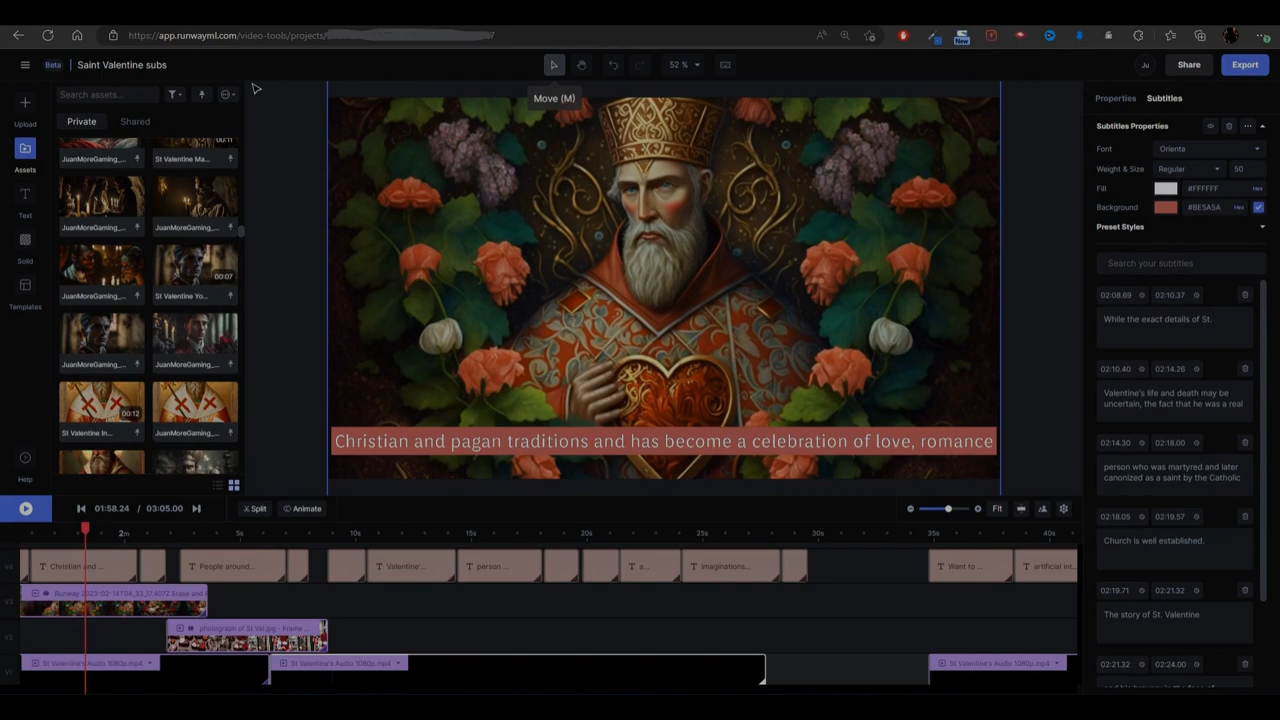 https://app.runwayml.com/video-tools/projects/
New
Beta
Saint Valentine subs
52 %
Ju
Share
Export
Move (M)
Upload
Assets
Text
Solid
Templates
Help
Search assets...
Private
Shared
00:11
JuanMoreGaming_...
St Valentine Ma...
JuanMoreGaming_...
JuanMoreGaming_...
JuanMoreGaming_...
00:07
St Valentine Yo...
JuanMoreGaming_...
JuanMoreGaming_...
00:12
St Valentine In...
JuanMoreGaming_...
Christian and pagan traditions and has become a celebration of love, romance
Properties
Subtitles
Subtitles Properties
Font
Orienta
Weight & Size
Regular
50
Fill
#FFFFFF
Hex
Background
#BE5A5A
Hex
Preset Styles
Search your subtitles
02:08.69
02:10.37
While the exact details of St.
02:10.40
02:14.26
Valentine's life and death may be
uncertain, the fact that he was a real
02:14.30
02:18.00
person who was martyred and later
canonized as a saint by the Catholic
02:18.05
02:19.57
Church is well established.
02:19.71
02:21.32
The story of St. Valentine
02:21.32
02:24.00
01:58.24 / 03:05.00
Split
Animate
Fit
2m
5s
10s
15s
20s
25s
30s
35s
40s
V4
Christian and ...
People around...
Valentine'...
person ...
a...
imaginations...
Want to ...
artificial int...
V3
V2
photograph of St.Val.jpg - Frame ...
V1
St Valentine's Audio 1080p.mp4
St Valentine's Audio 1080p.mp4
St Valentine's Audio 1080p.mp4